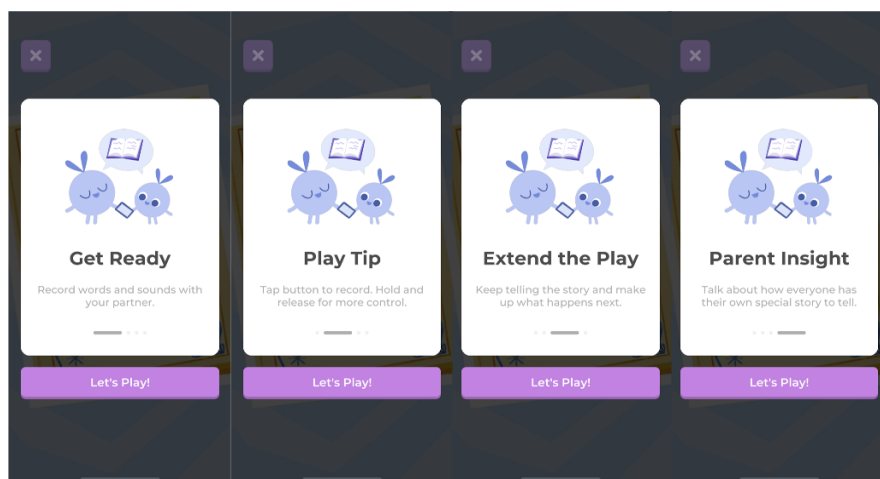 Get Ready
Record words and sounds with
your partner.
Let's Play!
Play Tip
Tap button to record. Hold and
release for more control.
Let's Play!
Extend the Play
Keep telling the story and make
up what happens next.
Let's Play!
Parent Insight
Talk about how everyone has
their own special story to tell.
Let's Play!